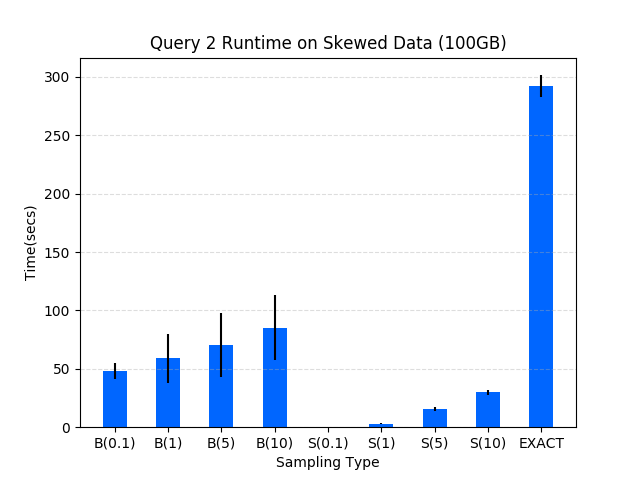 Query 2 Runtime on Skewed Data (100GB)
Time(secs)
300
250
200
150
100
50
0
B(0.1) B(1) B(5) B(10) S(0.1) S(1) S(5) S(10) EXACT
Sampling Type